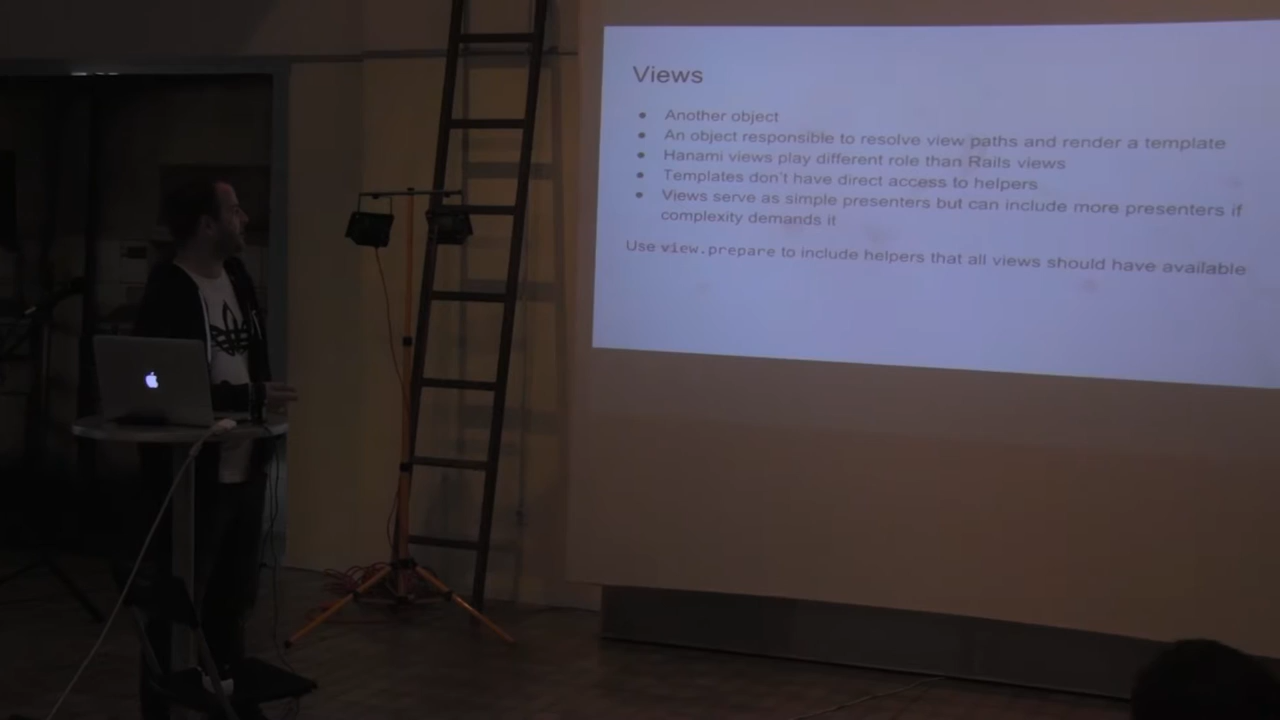 Views
• Another object
• An object responsible to resolve view paths and render a template
• Hanami views play different role than Rails views
• Templates don't have direct access to helpers
• Views serve as simple presenters but can include more presenters if
complexity demands it
Use view.prepare to include helpers that all views should have available